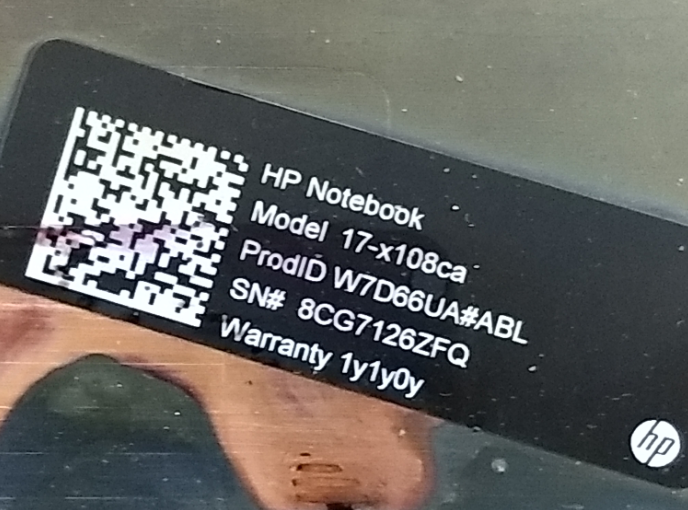 HP Notebook
Model 17-x108ca
ProdID W7D66UA#ABL
SN# 8CG7126ZFQ
Warranty 1y1y0y
hp